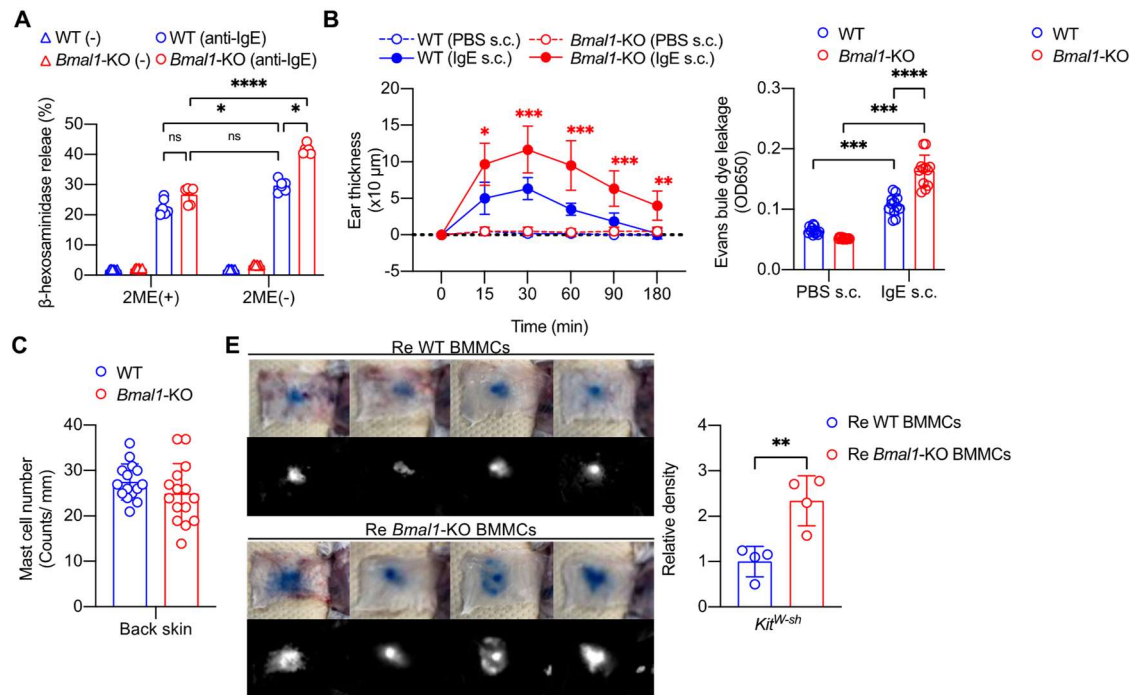 A
WT (-)
WT (anti-IgE)
Bmal1-KO (-)
Bmal1-KO (anti-IgE)
β-hexosaminidase releae (%)
50
40
30
20
10
0
****
*
*
ns
ns
2ME(+)
2ME(-)
B
WT (PBS s.c.)
Bmal1-KO (PBS s.c.)
WT (IgE s.c.)
Bmal1-KO (IgE s.c.)
Ear thickness
(x10 µm)
20
15
10
5
0
-5
*
***
***
***
**
0
15
30
60
90
180
Time (min)
WT
Bmal1-KO
WT
Bmal1-KO
Evans bule dye leakage
(OD650)
0.3
0.2
0.1
0.0
****
***
***
PBS s.c.
IgE s.c.
C
WT
Bmal1-KO
Mast cell number
(Counts/ mm)
40
30
20
10
0
Back skin
E
Re WT BMMCs
Re Bmal1-KO BMMCs
Relative density
6
4
2
0
**
Kit^W-sh
Re WT BMMCs
Re Bmal1-KO BMMCs